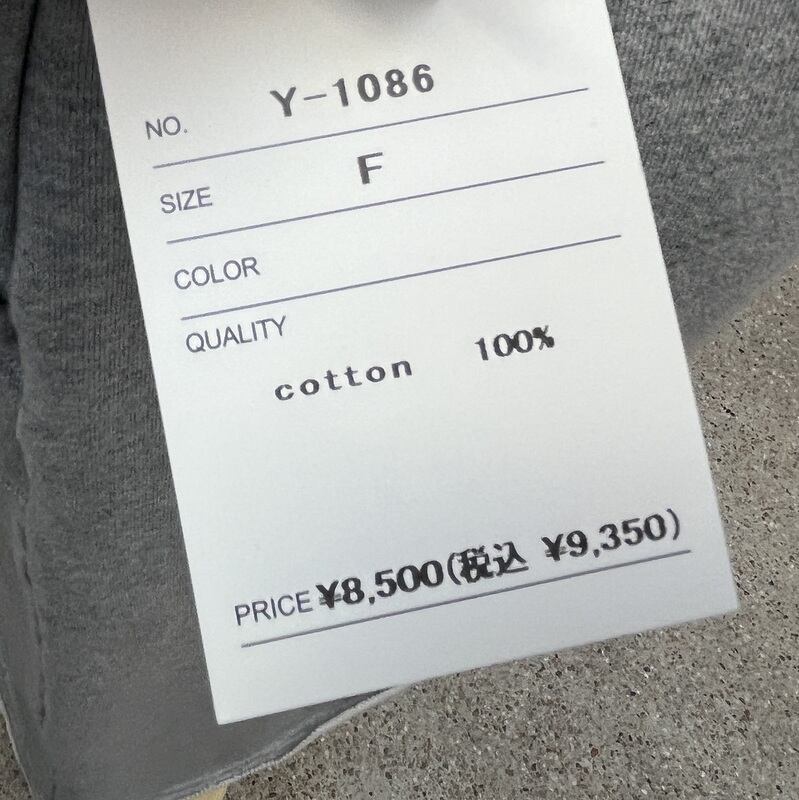 NO. Y-1086
SIZE F
COLOR
QUALITY
cotton 100%
PRICE ¥8,500(税込 ¥9,350)